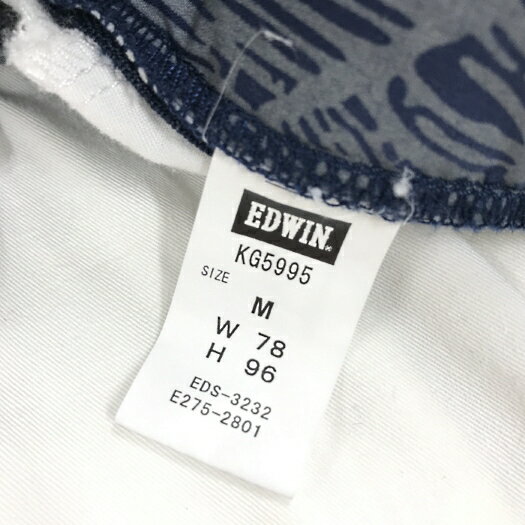 EDWIN.
KG5995
SIZE
M
W 78
H 96
EDS-3232
E275-2801